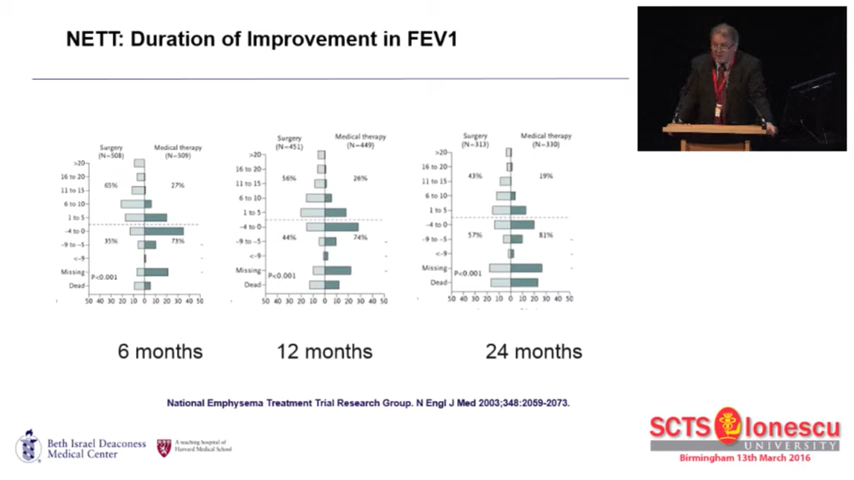 NETT: Duration of Improvement in FEV1
Surgery
(N=508)
Medical therapy
(N=509)
>20
16 to 20
11 to 15
6 to 10
1 to 5
−4 to 0
−9 to −5
<−9
Missing
Dead
65%
27%
35%
73%
P<0.001
50 40 30 20 10 0 10 20 30 40 50
6 months
Surgery
(N=451)
Medical therapy
(N=449)
>20
16 to 20
11 to 15
6 to 10
1 to 5
−4 to 0
−9 to −5
<−9
Missing
Dead
56%
26%
44%
74%
P<0.001
50 40 30 20 10 0 10 20 30 40 50
12 months
Surgery
(N=313)
Medical therapy
(N=330)
>20
16 to 20
11 to 15
6 to 10
1 to 5
−4 to 0
−9 to −5
<−9
Missing
Dead
43%
19%
57%
81%
P<0.001
50 40 30 20 10 0 10 20 30 40 50
24 months
National Emphysema Treatment Trial Research Group. N Engl J Med 2003;348:2059-2073.
Beth Israel Deaconess
Medical Center
A teaching hospital of
Harvard Medical School
SCTS Ionescu
UNIVERSITY
Birmingham 13th March 2016